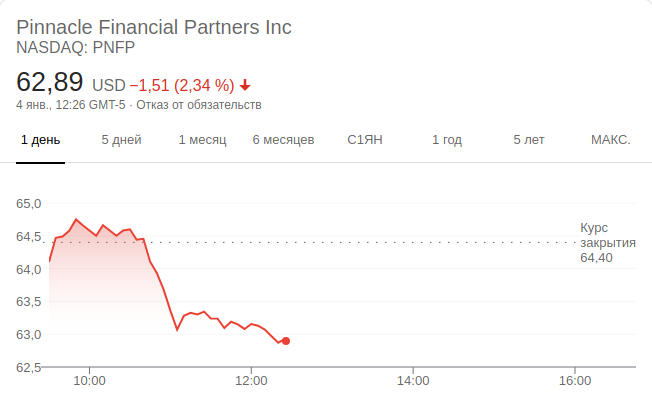 Pinnacle Financial Partners Inc
NASDAQ: PNFP
62,89 USD −1,51 (2,34 %)
4 янв., 12:26 GMT-5 · Отказ от обязательств
1 день 5 дней 1 месяц 6 месяцев С1ЯН 1 год 5 лет МАКС.
65,0
64,5
64,0
63,5
63,0
62,5
Курс
закрытия
64,40
10:00 12:00 14:00 16:00